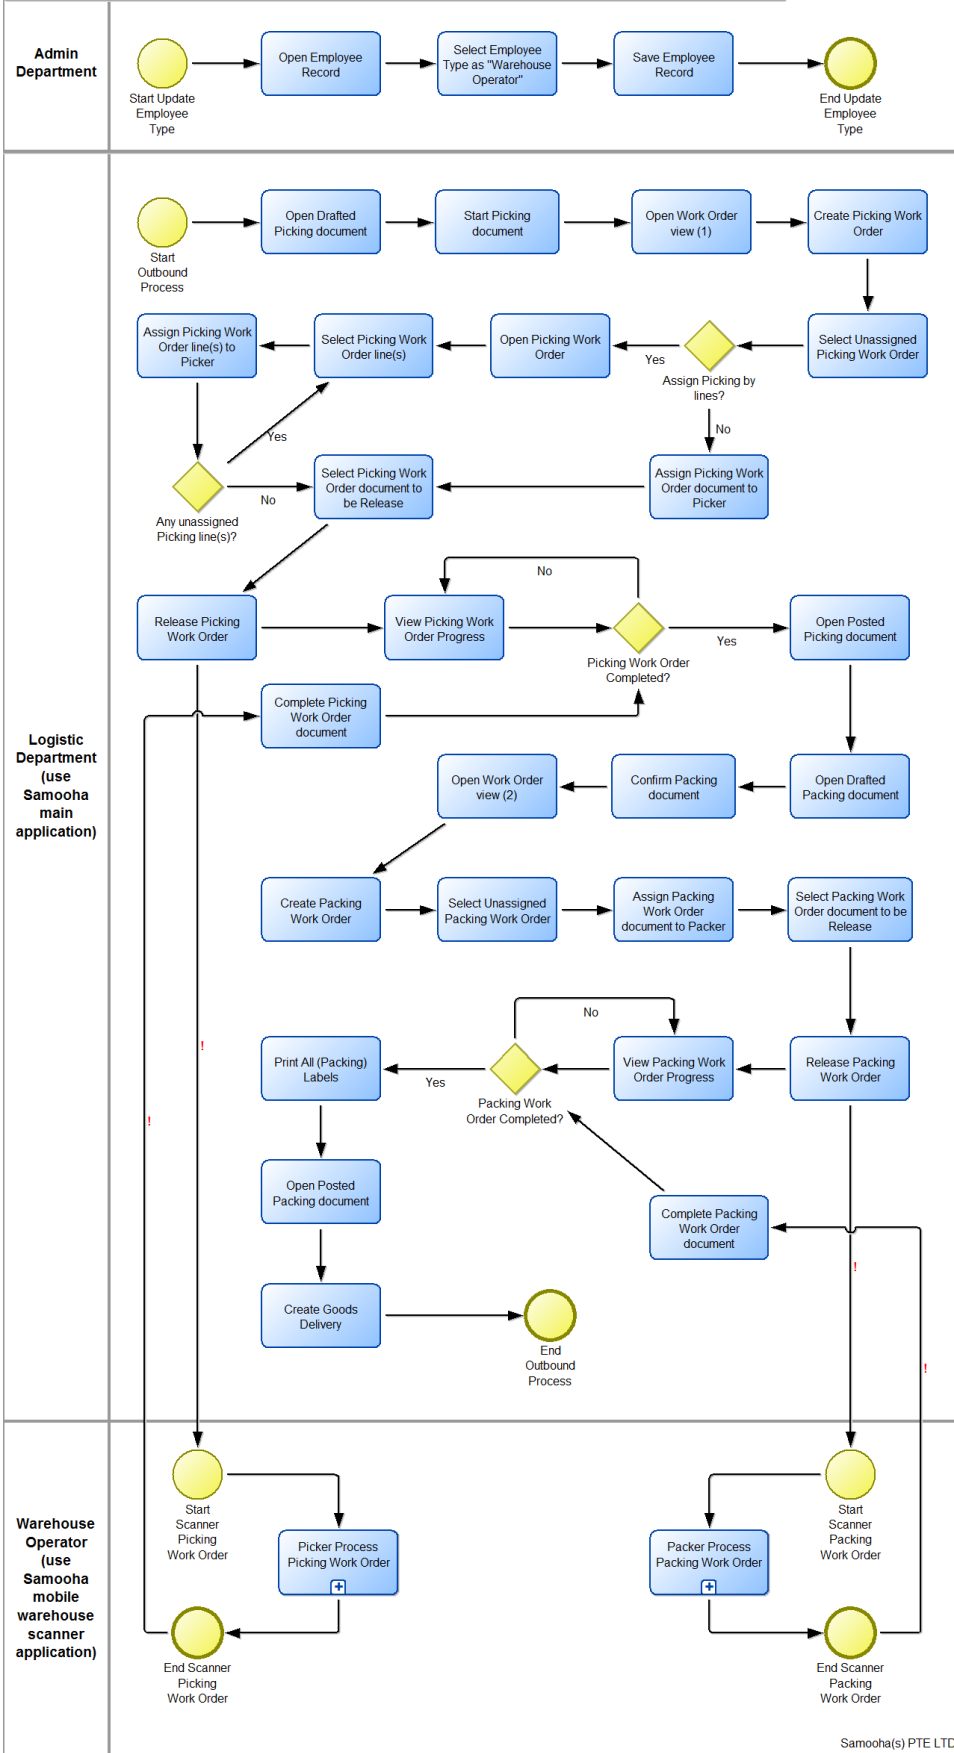 Admin
Department
Start Update
Employee
Type
Open Employee
Record
Select Employee
Type as "Warehouse
Operator"
Save Employee
Record
End Update
Employee
Type
Logistic
Department
(use
Samooha
main
application)
Start
Outbound
Process
Open Drafted
Picking document
Start Picking
document
Open Work Order
view (1)
Create Picking Work
Order
Assign Picking Work
Order line(s) to
Picker
Select Picking Work
Order line(s)
Open Picking Work
Order
Yes
Assign Picking by
lines?
Select Unassigned
Picking Work Order
Yes
No
Any unassigned
Picking line(s)?
No
Select Picking Work
Order document to
be Release
Assign Picking Work
Order document to
Picker
No
Release Picking
Work Order
View Picking Work
Order Progress
Picking Work Order
Completed?
Yes
Open Posted
Picking document
Complete Picking
Work Order
document
Open Work Order
view (2)
Confirm Packing
document
Open Drafted
Packing document
Create Packing
Work Order
Select Unassigned
Packing Work Order
Assign Packing
Work Order
document to Packer
Select Packing Work
Order document to be
Release
No
Print All (Packing)
Labels
Yes
Packing Work
Order Completed?
View Packing Work
Order Progress
Release Packing
Work Order
!
!
Open Posted
Packing document
Complete Packing
Work Order
document
!
Create Goods
Delivery
End
Outbound
Process
!
Warehouse
Operator
(use
Samooha
mobile
warehouse
scanner
application)
Start
Scanner
Picking
Work Order
Picker Process
Picking Work Order
End Scanner
Picking
Work Order
Packer Process
Packing Work Order
Start
Scanner
Packing
Work Order
End Scanner
Packing
Work Order
Samooha(s) PTE LTD